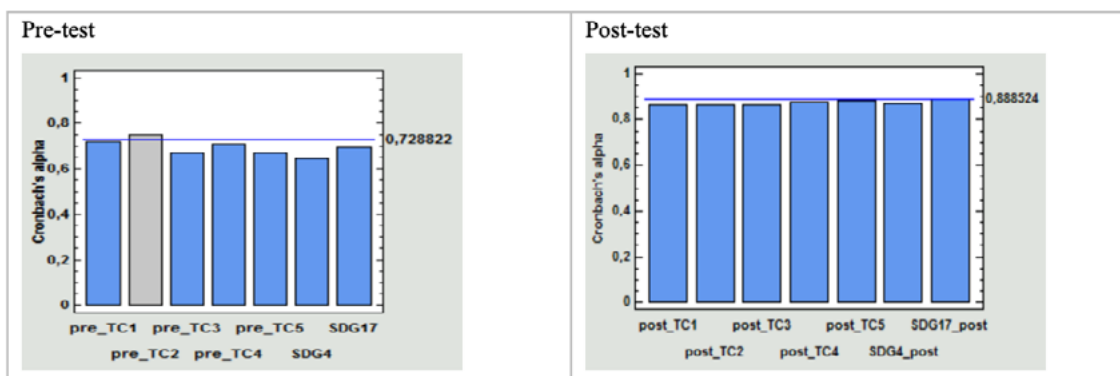 Pre-test
1
0,8
0,728822
0,6
0,4
0,2
0
Cronbach's alpha
pre_TC1 pre_TC3 pre_TC5 SDG17
pre_TC2 pre_TC4 SDG4
Post-test
1
0,888524
0,8
0,6
0,4
0,2
0
Cronbach's alpha
post_TC1 post_TC3 post_TC5 SDG17_post
post_TC2 post_TC4 SDG4_post